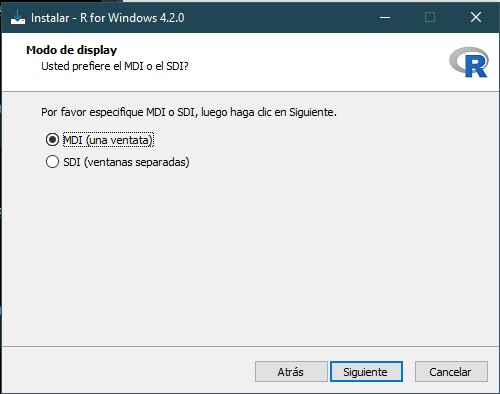 Instalar - R for Windows 4.2.0
Modo de display
Usted prefiere el MDI o el SDI?
R
Por favor especifique MDI o SDI, luego haga clic en Siguiente.
MDI (una ventata)
SDI (ventanas separadas)
Atrás Siguiente Cancelar